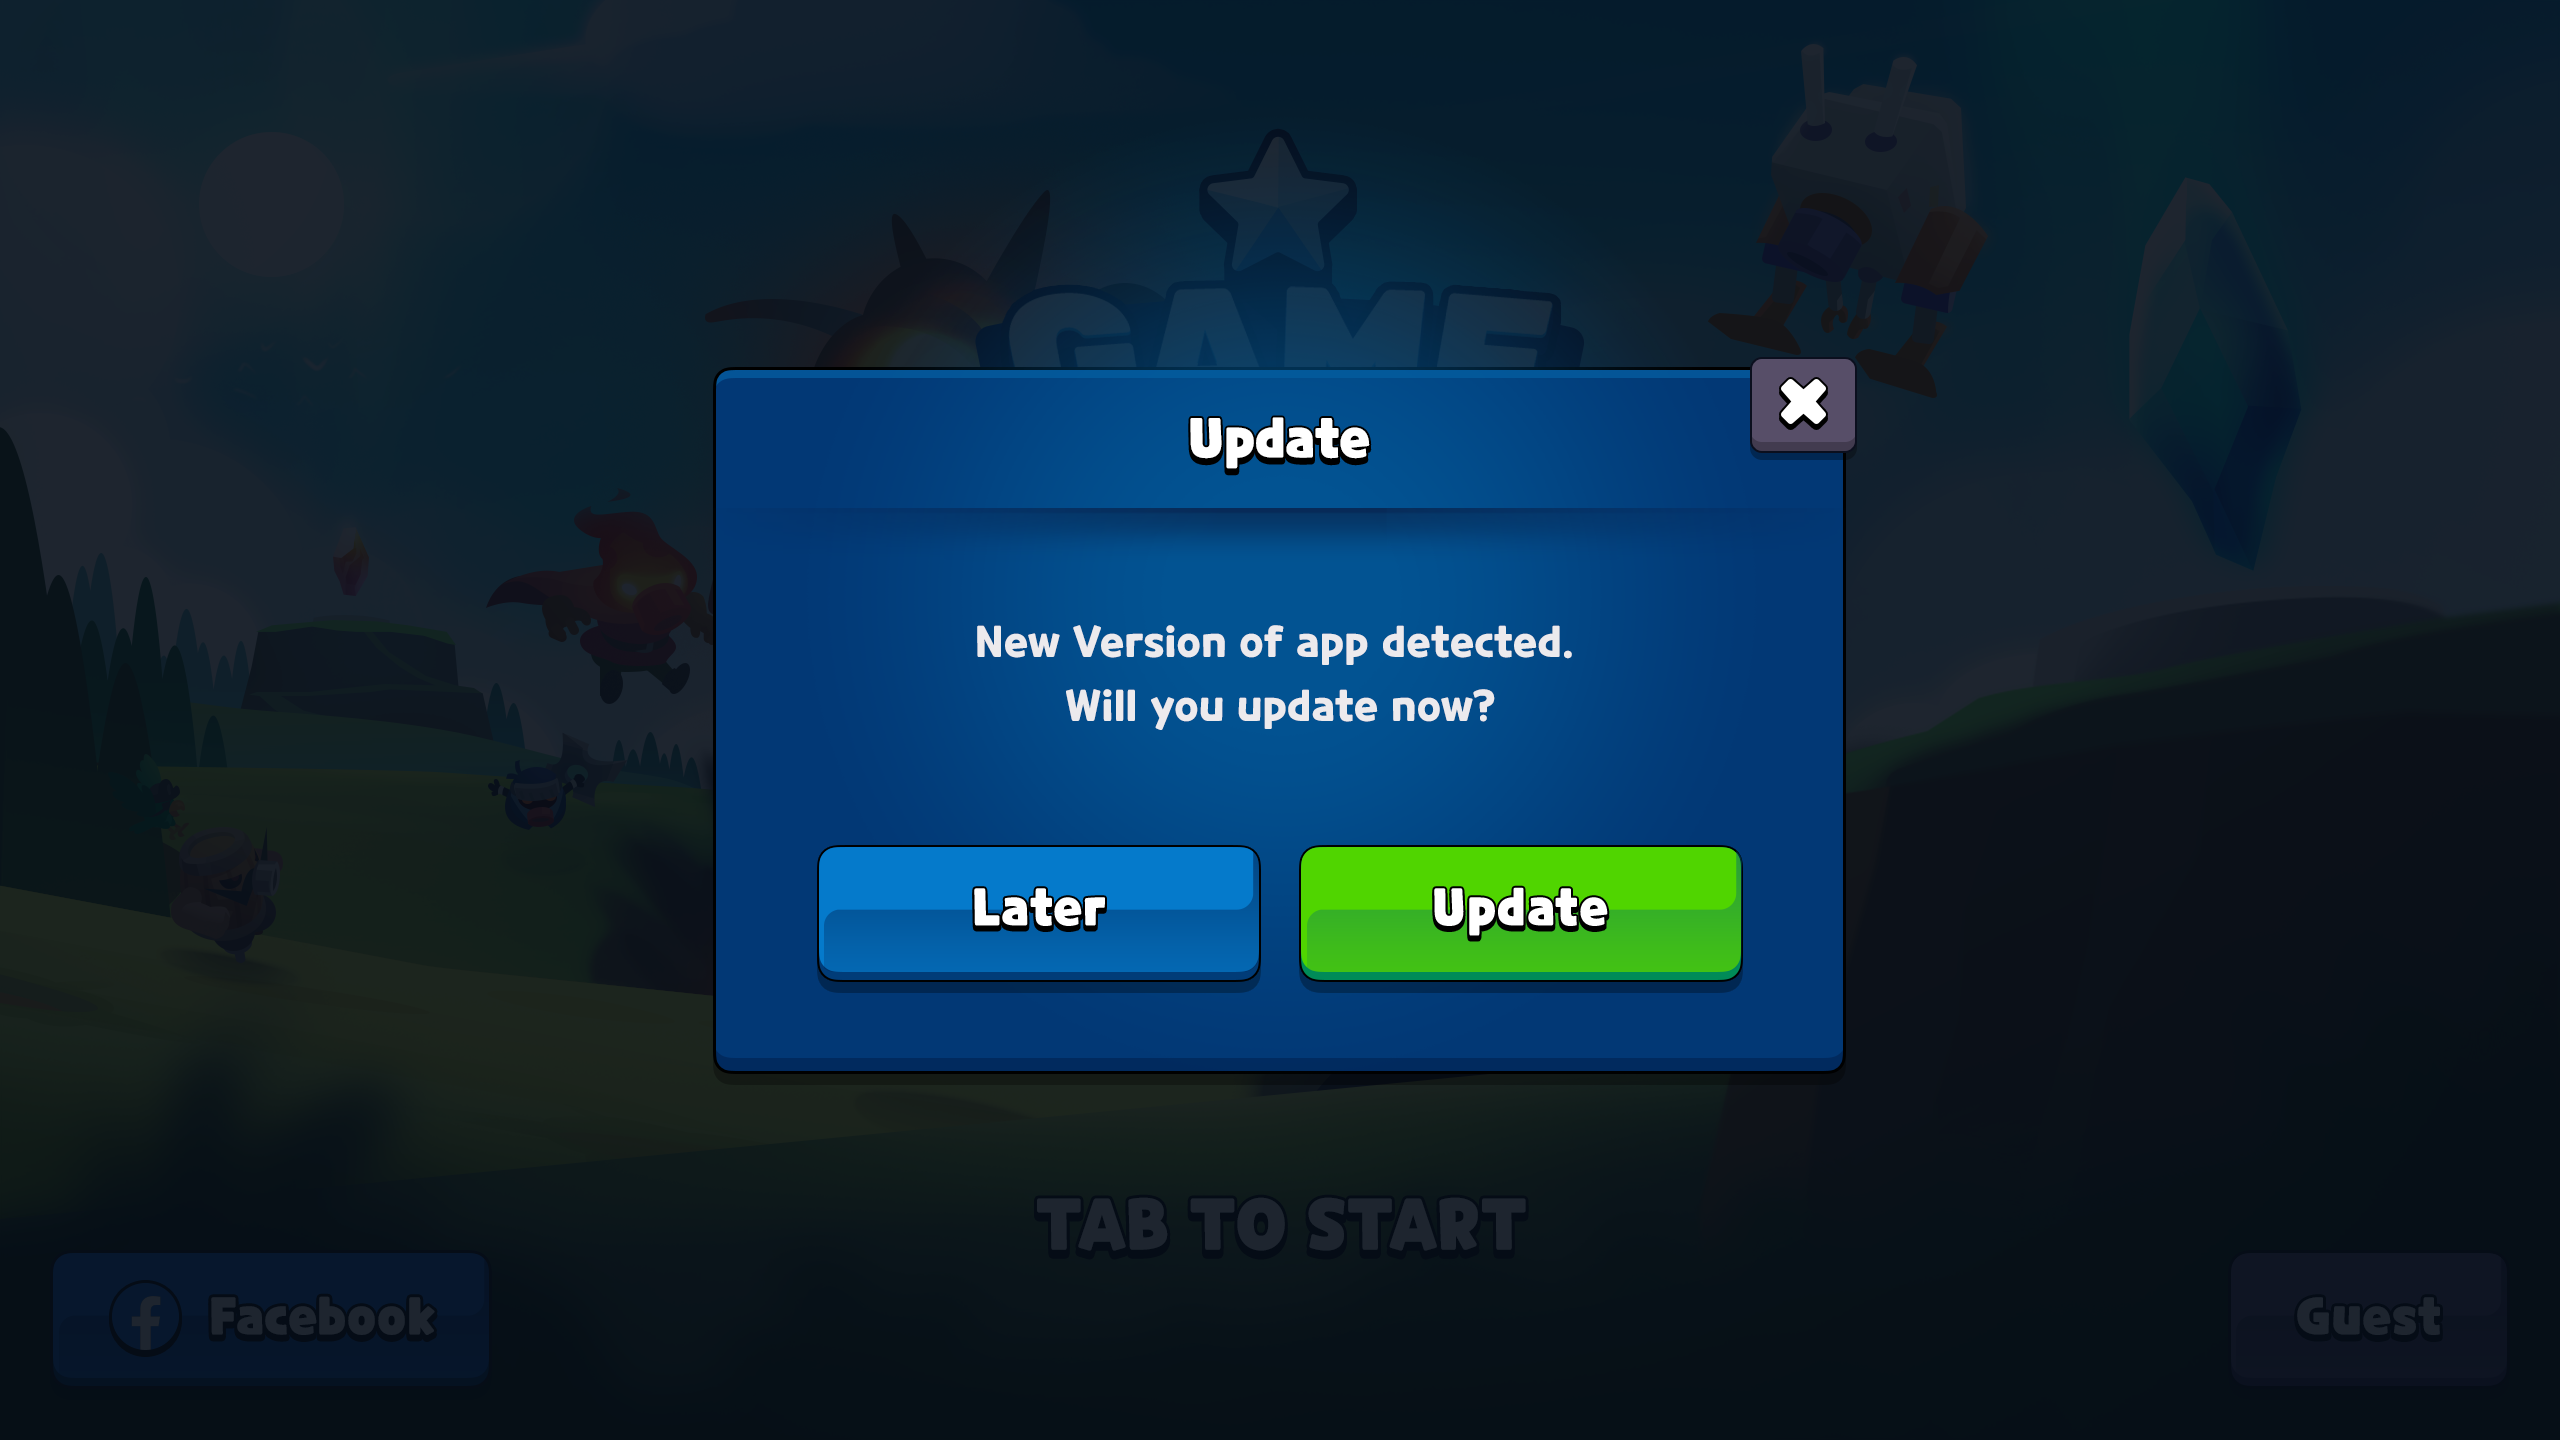 GAME
Update
New Version of app detected.
Will you update now?
Later
Update
TAB TO START
Facebook
Guest